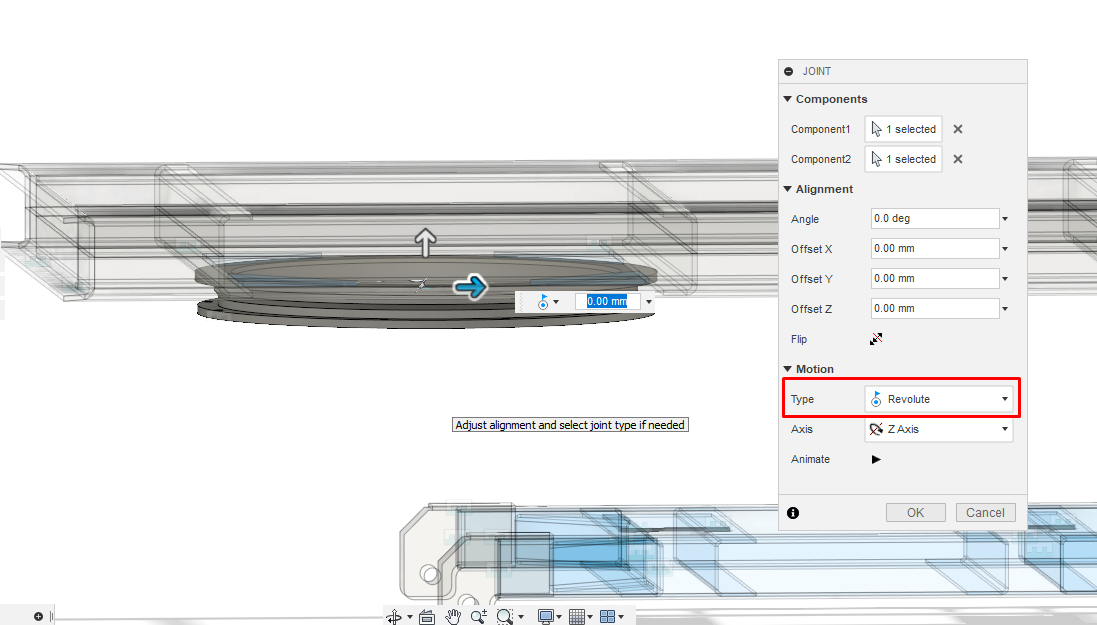 JOINT
Components
Component1 1 selected
Component2 1 selected
Alignment
Angle 0.0 deg
Offset X 0.00 mm
Offset Y 0.00 mm
Offset Z 0.00 mm
Flip
Motion
Type Revolute
Axis Z Axis
Animate
OK Cancel
0.00 mm
Adjust alignment and select joint type if needed